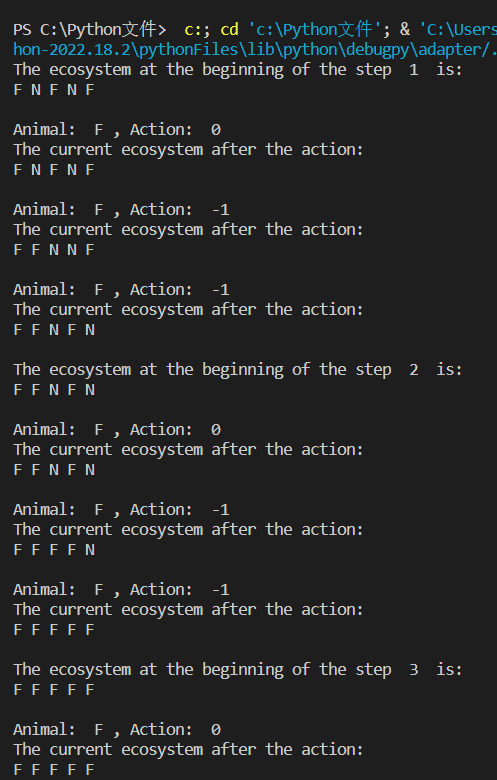 PS C:\Python文件>  c:; cd 'c:\Python文件'; & 'C:\Users
hon-2022.18.2\pythonFiles\lib\python\debugpy\adapter/.
The ecosystem at the beginning of the step  1  is:
F N F N F
Animal:  F , Action:  0
The current ecosystem after the action:
F N F N F
Animal:  F , Action:  -1
The current ecosystem after the action:
F F N N F
Animal:  F , Action:  -1
The current ecosystem after the action:
F F N F N
The ecosystem at the beginning of the step  2  is:
F F N F N
Animal:  F , Action:  0
The current ecosystem after the action:
F F N F N
Animal:  F , Action:  -1
The current ecosystem after the action:
F F F F N
Animal:  F , Action:  -1
The current ecosystem after the action:
F F F F F
The ecosystem at the beginning of the step  3  is:
F F F F F
Animal:  F , Action:  0
The current ecosystem after the action:
F F F F F